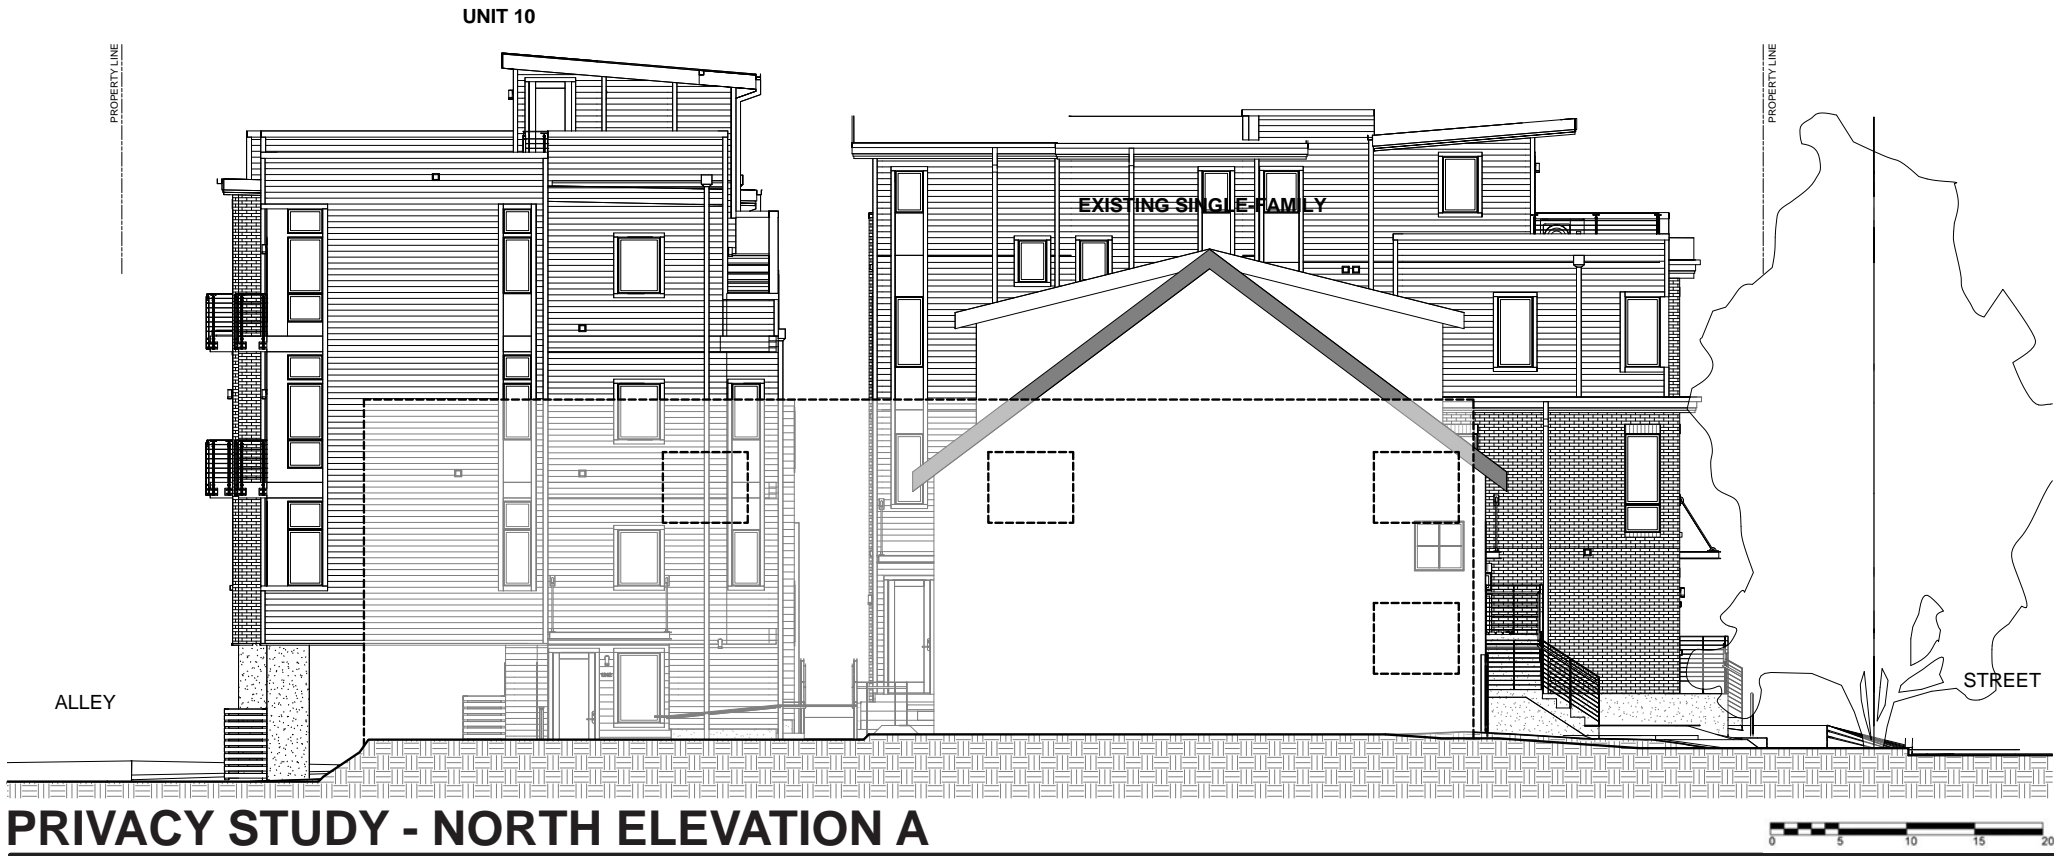 UNIT 10
PROPERTY LINE
PROPERTY LINE
EXISTING SINGLE-FAMILY
ALLEY
STREET
PRIVACY STUDY - NORTH ELEVATION A
0 5 10 15 20